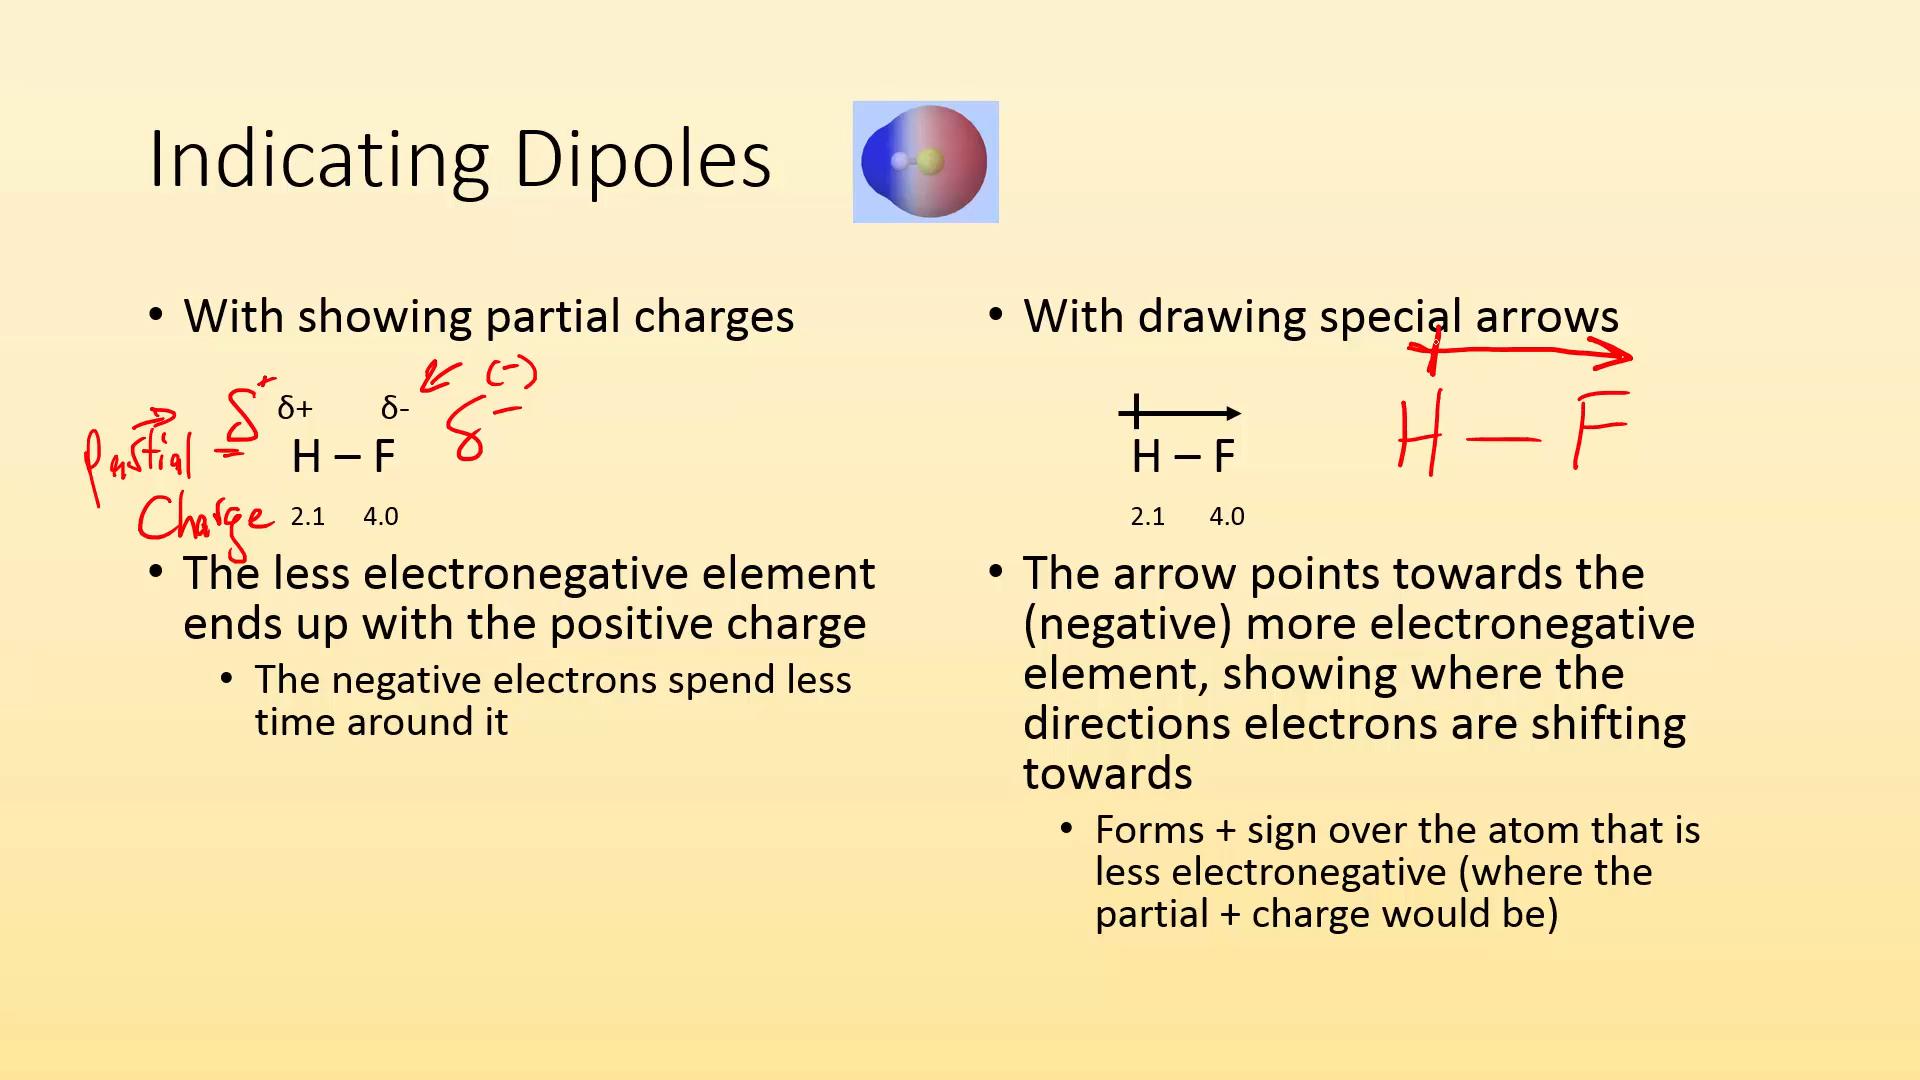 Indicating Dipoles
• With showing partial charges
δ+ δ-
H – F
2.1 4.0
δ+
δ- (-)
Partial =
Charge
• The less electronegative element
ends up with the positive charge
• The negative electrons spend less
time around it
• With drawing special arrows
H – F
2.1 4.0
H — F
• The arrow points towards the
(negative) more electronegative
element, showing where the
directions electrons are shifting
towards
• Forms + sign over the atom that is
less electronegative (where the
partial + charge would be)